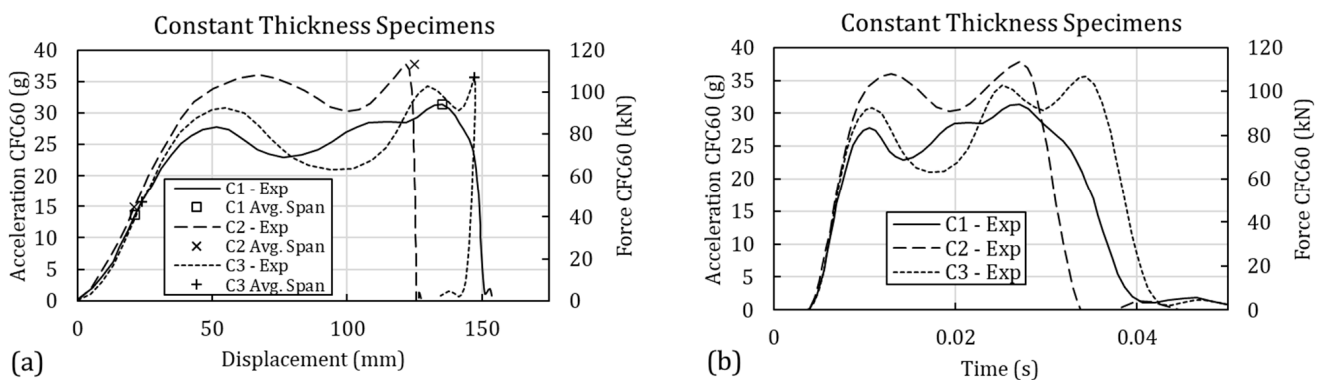 Constant Thickness Specimens
40
35
30
25
20
15
10
5
0
Acceleration CFC60 (g)
120
100
80
60
40
20
0
Force CFC60 (kN)
C1 - Exp
C1 Avg. Span
C2 - Exp
C2 Avg. Span
C3 - Exp
C3 Avg. Span
0 50 100 150
Displacement (mm)
(a)
Constant Thickness Specimens
40
35
30
25
20
15
10
5
0
Acceleration CFC60 (g)
120
100
80
60
40
20
0
Force CFC60 (kN)
C1 - Exp
C2 - Exp
C3 - Exp
0 0.02 0.04
Time (s)
(b)